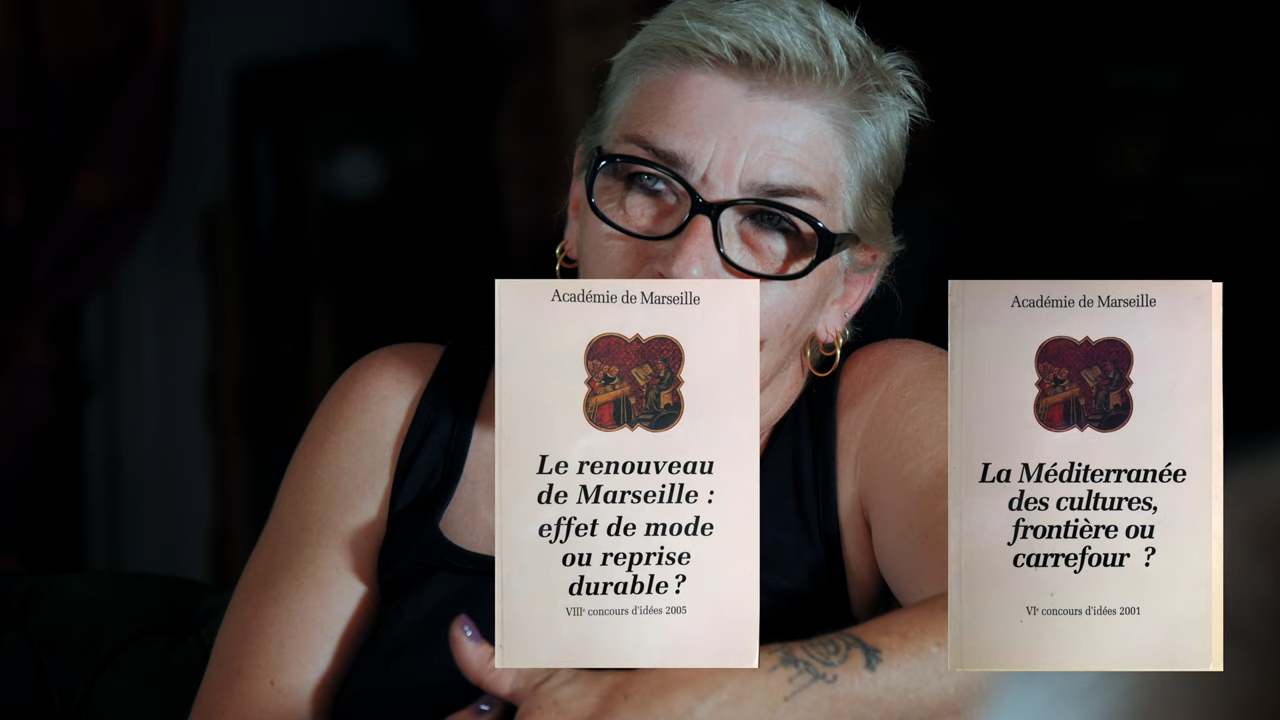 Académie de Marseille
Le renouveau
de Marseille :
effet de mode
ou reprise
durable ?
VIIIe concours d'idées 2005
Académie de Marseille
La Méditerranée
des cultures,
frontière ou
carrefour ?
VIe concours d'idées 2001